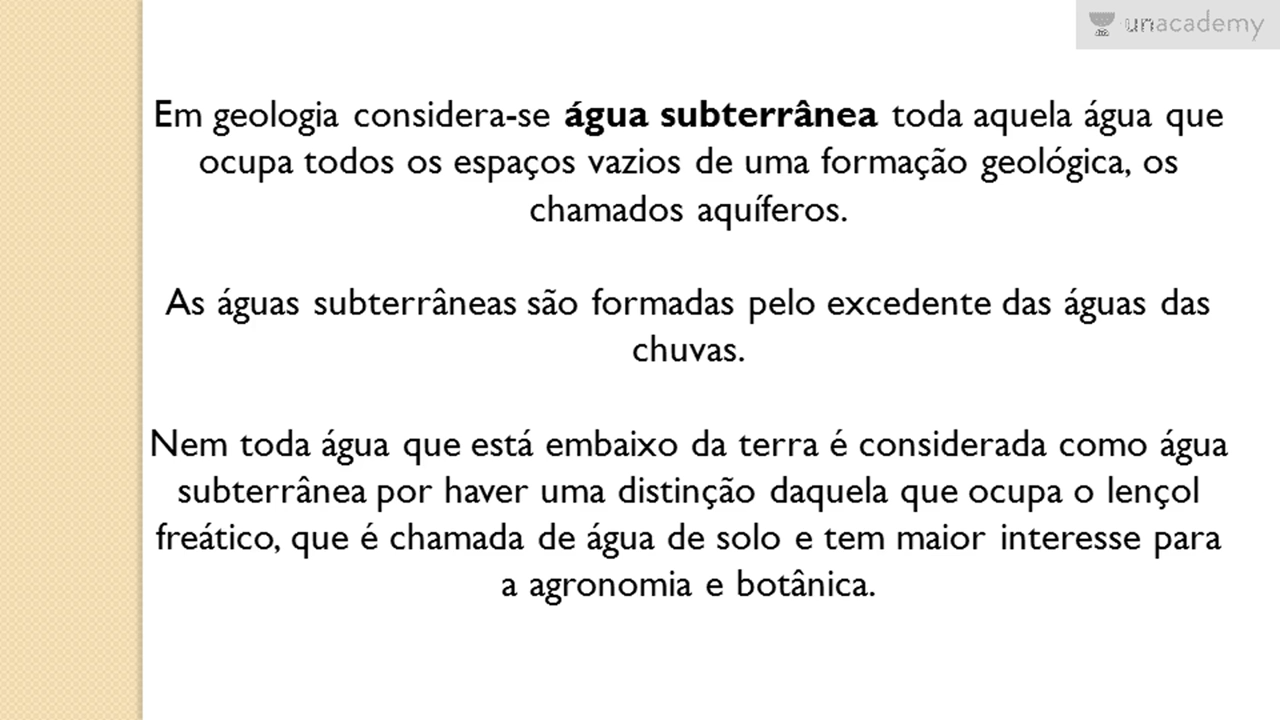 unacademy
Em geologia considera-se água subterrânea toda aquela água que
ocupa todos os espaços vazios de uma formação geológica, os
chamados aquíferos.
As águas subterrâneas são formadas pelo excedente das águas das
chuvas.
Nem toda água que está embaixo da terra é considerada como água
subterrânea por haver uma distinção daquela que ocupa o lençol
freático, que é chamada de água de solo e tem maior interesse para
a agronomia e botânica.